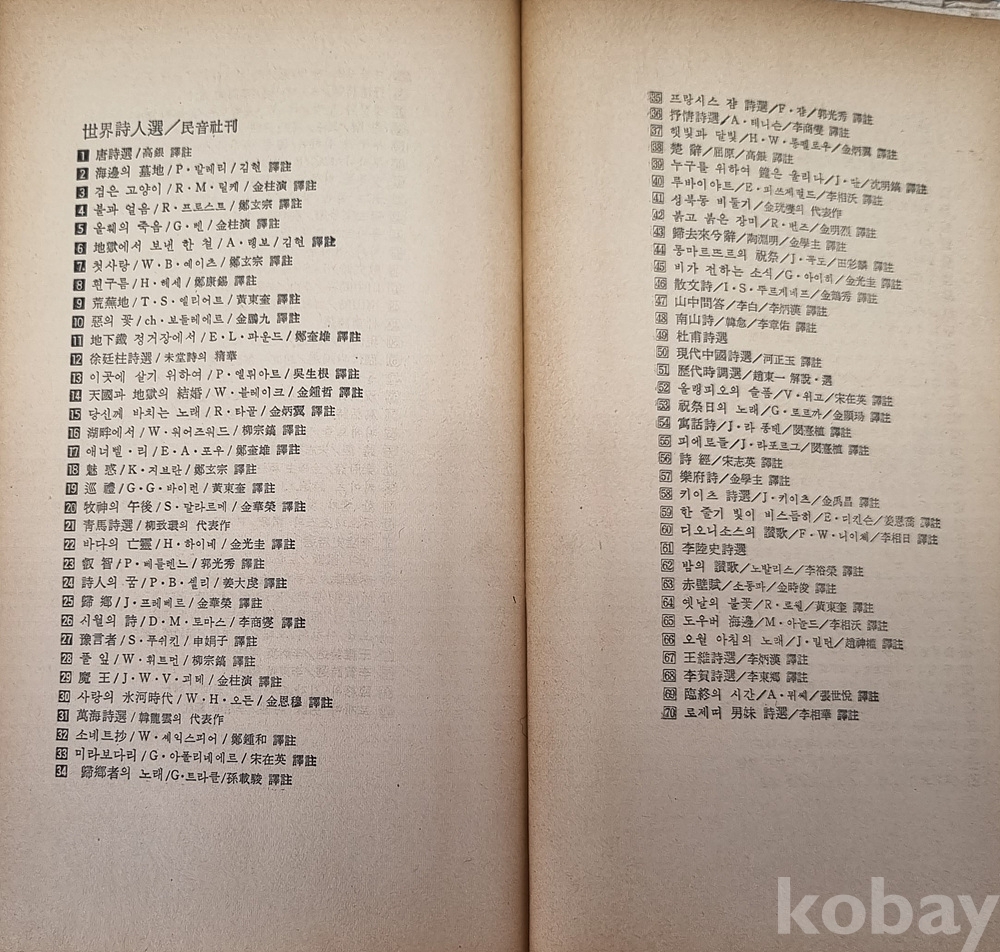 世界詩人選/民音社刊
1 唐詩選/高銀 譯註
2 海邊의 墓地/P·발레리/김현 譯註
3 검은 고양이/R·M·릴케/金柱演 譯註
4 불과 얼음/R·프로스트/鄭玄宗 譯註
5 올훼의 죽음/G·벤/金柱演 譯註
6 地獄에서 보낸 한 철/A·랭보/김현 譯註
7 첫사랑/W·B·예이츠/鄭玄宗 譯註
8 흰구름/H·헤세/鄭康錫 譯註
9 荒蕪地/T·S·엘리어트/黃東奎 譯註
10 惡의 꽃/ch·보들레에르/金鵬九 譯註
11 地下鐵 정거장에서/E·L·파운드/鄭奎雄 譯註
12 徐廷柱詩選/未堂詩의 精華
13 이곳에 살기 위하여/P·엘뤼아르/吳生根 譯註
14 天國과 地獄의 結婚/W·블레이크/金鍾哲 譯註
15 당신께 바치는 노래/R·타골/金炳翼 譯註
16 湖畔에서/W·워어즈워드/柳宗鎬 譯註
17 애너벨·리/E·A·포우/鄭奎雄 譯註
18 魅惑/K·지브란/鄭玄宗 譯註
19 巡禮/G·G·바이런/黃東奎 譯註
20 牧神의 午後/S·말라르메/金華榮 譯註
21 靑馬詩選/柳致環의 代表作
22 바다의 亡靈/H·하이네/金光圭 譯註
23 叡智/P·베를렌느/郭光秀 譯註
24 詩人의 꿈/P·B·셸리/姜大虔 譯註
25 歸鄕/J·프레베르/金華榮 譯註
26 시월의 詩/D·M·토마스/李商燮 譯註
27 豫言者/S·푸쉬킨/申娟子 譯註
28 풀잎/W·휘트먼/柳宗鎬 譯註
29 魔王/J·W·V·괴테/金柱演 譯註
30 사랑의 氷河時代/W·H·오든/金恩穆 譯註
31 萬海詩選/韓龍雲의 代表作
32 소네트抄/W·셰익스피어/鄭鍾和 譯註
33 미라보다리/G·아폴리네에르/宋在英 譯註
34 歸鄕者의 노래/G·트라클/孫載駿 譯註
35 프랑시스 쟘 詩選/F·쟘/郭光秀 譯註
36 抒情詩選/A·테니슨/李商燮 譯註
37 햇빛과 달빛/H·W·롱펠로우/金炳翼 譯註
38 楚辭/屈原/高銀 譯註
39 누구를 위하여 鐘은 울리나/J·단/沈明鎬 譯註
40 루바이야트/E·피쯔제럴드/李相沃 譯註
41 성북동 비둘기/金珖燮의 代表作
42 붉고 붉은 장미/R·번즈/金明烈 譯註
43 歸去來兮辭/陶淵明/金學主 譯註
44 몽마르뜨르의 祝祭/J·콕도/田彩麟 譯註
45 비가 전하는 소식/G·아이히/金光圭 譯註
46 散文詩/I·S·뚜르게네프/金鶴秀 譯註
47 山中問答/李白/李炳漢 譯註
48 南山詩/韓愈/李章佑 譯註
49 杜甫詩選
50 現代中國詩選/河正玉 譯註
51 歷代時調選/趙東一 解說·選
52 올랭피오의 슬픔/V·위고/宋在英 譯註
53 祝祭日의 노래/G·로르까/金顯瑒 譯註
54 寓話詩/J·라 퐁텐/閔憙植 譯註
55 피에로들/J·라포르그/閔憙植 譯註
56 詩經/宋志英 譯註
57 樂府詩/金學主 譯註
58 키이츠 詩選/J·키이츠/金禹昌 譯註
59 한 줄기 빛이 비스듬히/E·디킨슨/姜恩喬 譯註
60 디오니소스의 讚歌/F·W·니이체/李相日 譯註
61 李陸史詩選
62 밤의 讚歌/노발리스/李裕榮 譯註
63 赤壁賦/소동파/金時俊 譯註
64 옛날의 불꽃/R·로웰/黃東奎 譯註
65 도우버 海邊/M·아놀드/李相沃 譯註
66 오월 아침의 노래/J·밀턴/趙神權 譯註
67 王維詩選/李炳漢 譯註
68 李賀詩選/李東鄕 譯註
69 臨終의 시간/A·뮈쎄/張世悅 譯註
70 로제띠 男妹 詩選/李相華 譯註
kobay